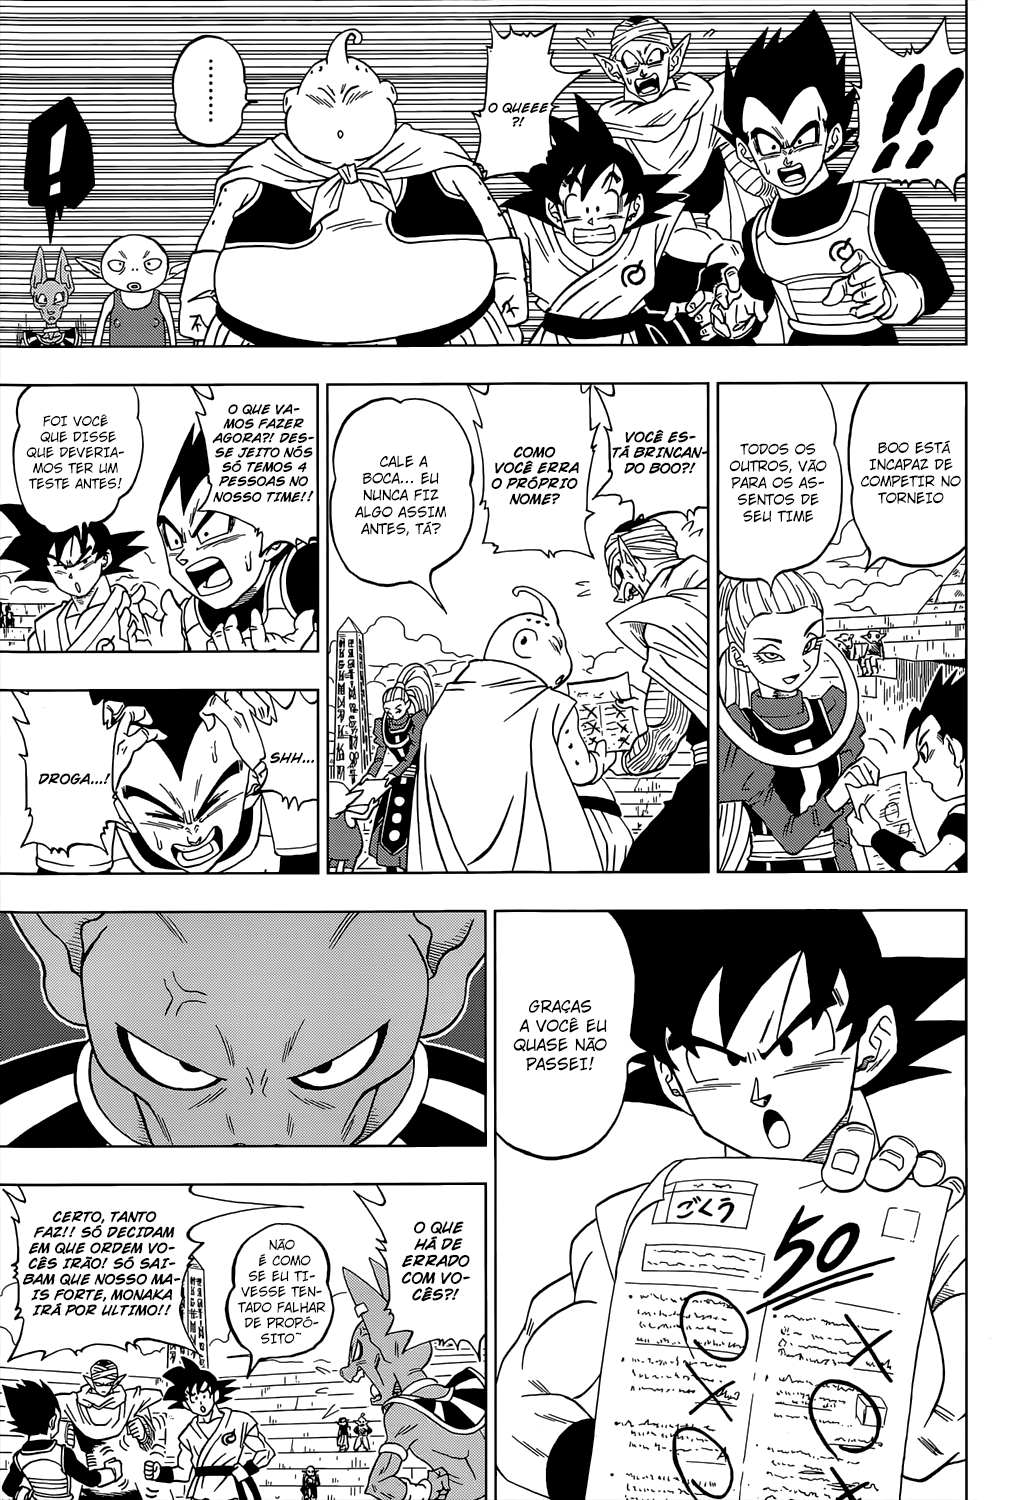 !!
O QUEEE
?!
.........
!
BOO ESTÁ
INCAPAZ DE
COMPETIR NO
TORNEIO
TODOS OS
OUTROS, VÃO
PARA OS AS-
SENTOS DE
SEU TIME
VOCÊ ES-
TÁ BRINCAN-
DO BOO?!
COMO
VOCÊ ERRA
O PRÓPRIO
NOME?
CALE A
BOCA... EU
NUNCA FIZ
ALGO ASSIM
ANTES, TÁ?
O QUE VA-
MOS FAZER
AGORA?! DES-
SE JEITO NÓS
SÓ TEMOS 4
PESSOAS NO
NOSSO TIME!!
FOI VOCÊ
QUE DISSE
QUE DEVERIA-
MOS TER UM
TESTE ANTES!
SHH...
DROGA...!
GRAÇAS
A VOCÊ EU
QUASE NÃO
PASSEI!
ごくう
50
O QUE
HÁ DE
ERRADO
COM VO-
CÊS?!
NÃO
É COMO
SE EU TI-
VESSE TEN-
TADO FALHAR
DE PROPÓ-
SITO~
CERTO, TANTO
FAZ!! SÓ DECIDAM
EM QUE ORDEM VO-
CÊS IRÃO! SÓ SAI-
BAM QUE NOSSO MA-
IS FORTE, MONAKA
IRÁ POR ULTIMO!!